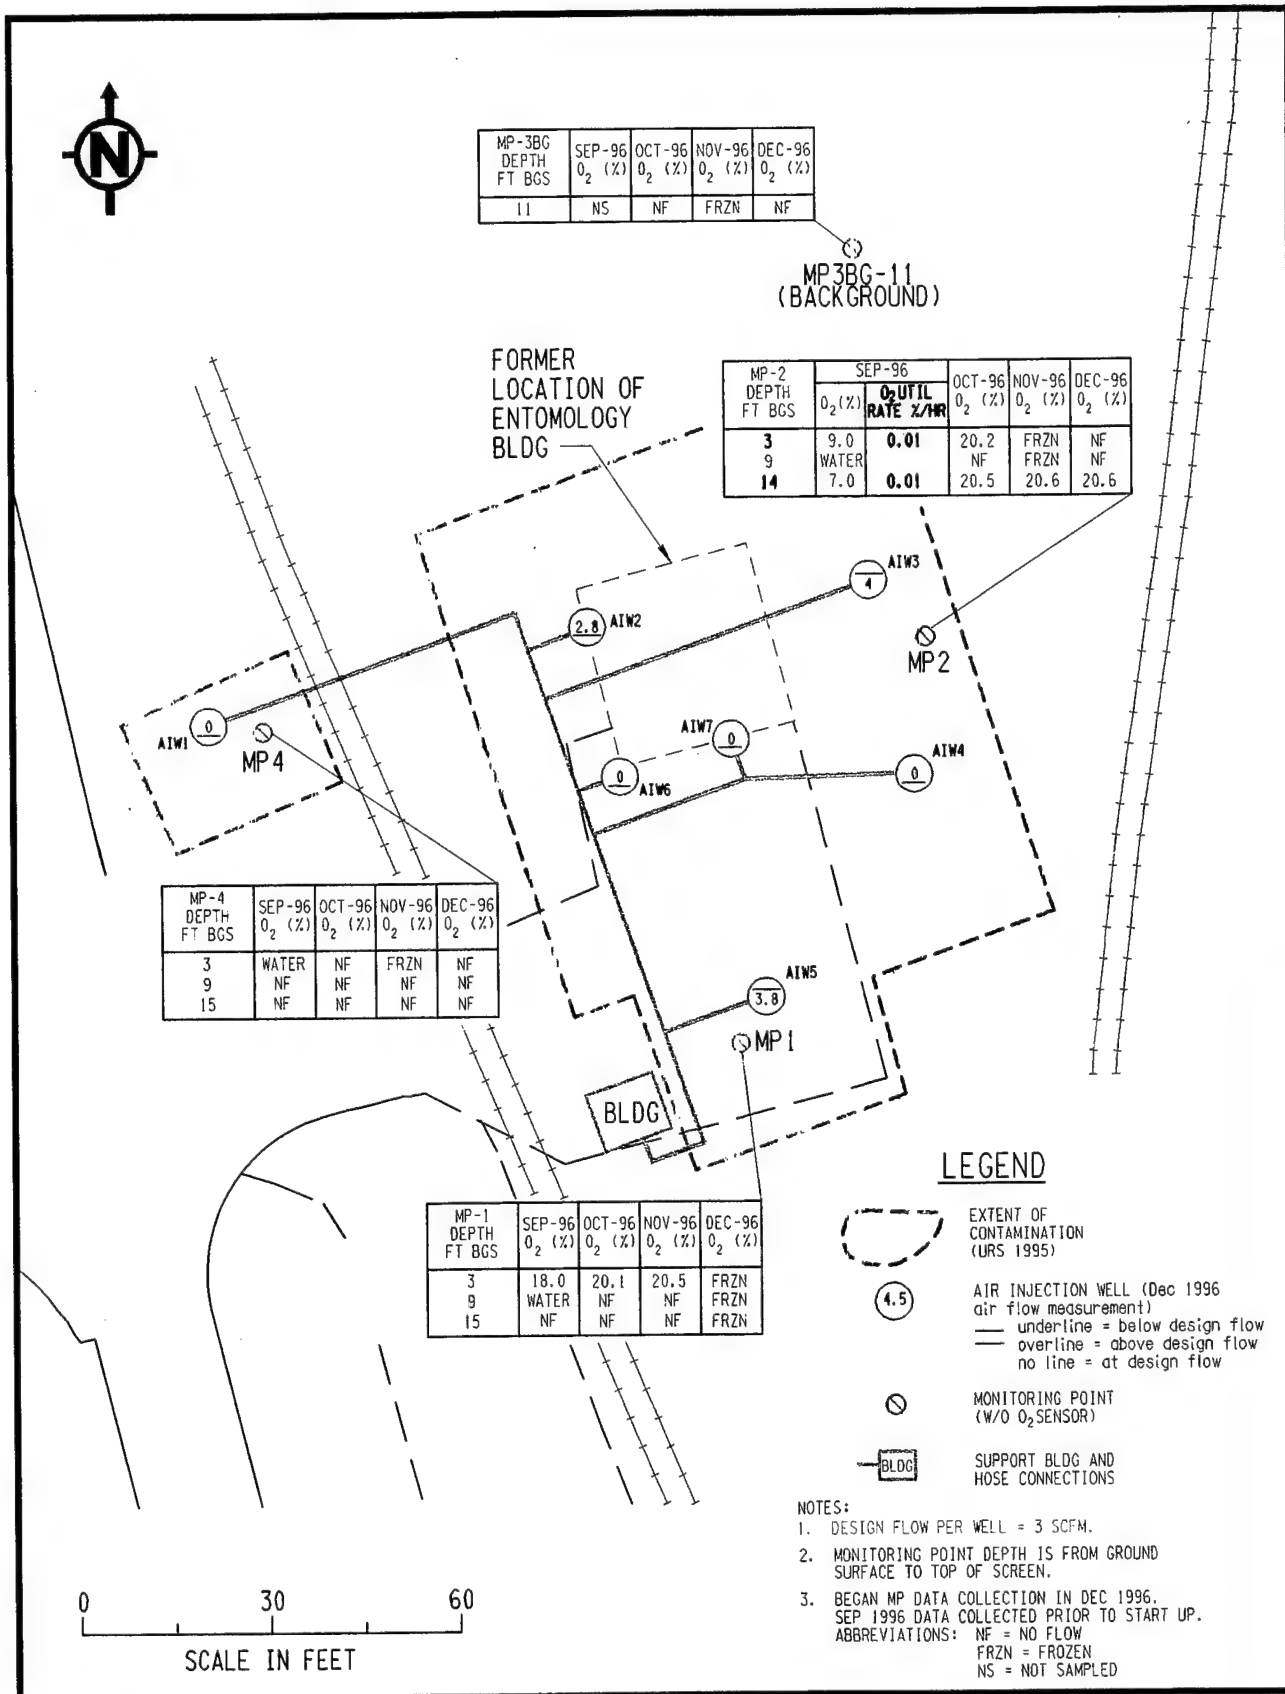 N
MP-3BG DEPTH FT BGS | SEP-96 O2 (%) | OCT-96 O2 (%) | NOV-96 O2 (%) | DEC-96 O2 (%)
11 | NS | NF | FRZN | NF
MP3BG-11
(BACKGROUND)
FORMER
LOCATION OF
ENTOMOLOGY
BLDG
MP-2 DEPTH FT BGS | SEP-96 O2(%) | O2UTIL RATE %/HR | OCT-96 O2 (%) | NOV-96 O2 (%) | DEC-96 O2 (%)
3 | 9.0 | 0.01 | 20.2 | FRZN | NF
9 | WATER | | NF | FRZN | NF
14 | 7.0 | 0.01 | 20.5 | 20.6 | 20.6
4 AIW3
2.8 AIW2
MP2
0 AIW1
MP4
AIW7 0
0 AIW4
0 AIW6
MP-4 DEPTH FT BGS | SEP-96 O2 (%) | OCT-96 O2 (%) | NOV-96 O2 (%) | DEC-96 O2 (%)
3 | WATER | NF | FRZN | NF
9 | NF | NF | NF | NF
15 | NF | NF | NF | NF
3.8 AIW5
MP1
BLDG
MP-1 DEPTH FT BGS | SEP-96 O2 (%) | OCT-96 O2 (%) | NOV-96 O2 (%) | DEC-96 O2 (%)
3 | 18.0 | 20.1 | 20.5 | FRZN
9 | WATER | NF | NF | FRZN
15 | NF | NF | NF | FRZN
LEGEND
EXTENT OF
CONTAMINATION
(URS 1995)
4.5
AIR INJECTION WELL (Dec 1996
air flow measurement)
underline = below design flow
overline = above design flow
no line = at design flow
MONITORING POINT
(W/O O2SENSOR)
BLDG
SUPPORT BLDG AND
HOSE CONNECTIONS
NOTES:
1. DESIGN FLOW PER WELL = 3 SCFM.
2. MONITORING POINT DEPTH IS FROM GROUND
SURFACE TO TOP OF SCREEN.
3. BEGAN MP DATA COLLECTION IN DEC 1996.
SEP 1996 DATA COLLECTED PRIOR TO START UP.
ABBREVIATIONS: NF = NO FLOW
FRZN = FROZEN
NS = NOT SAMPLED
0 30 60
SCALE IN FEET